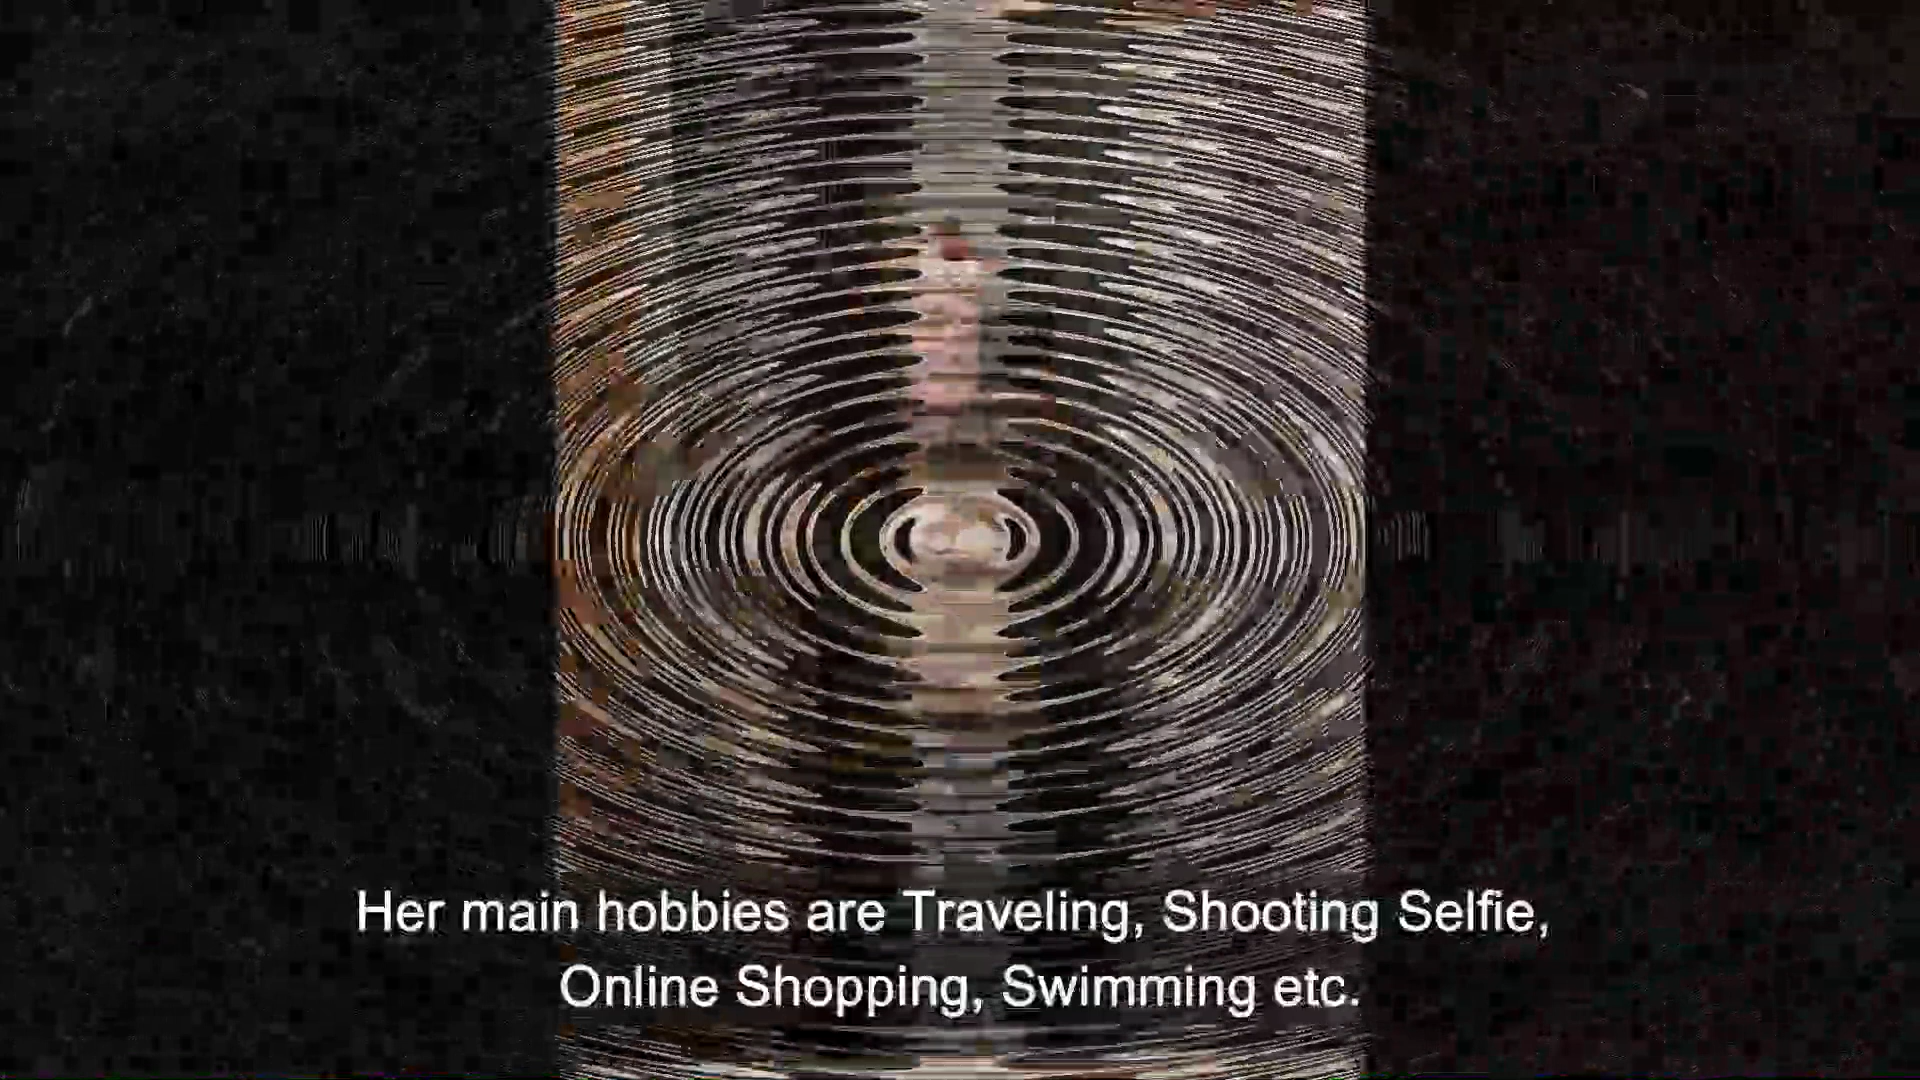 Her main hobbies are Traveling, Shooting Selfie,
Online Shopping, Swimming etc.